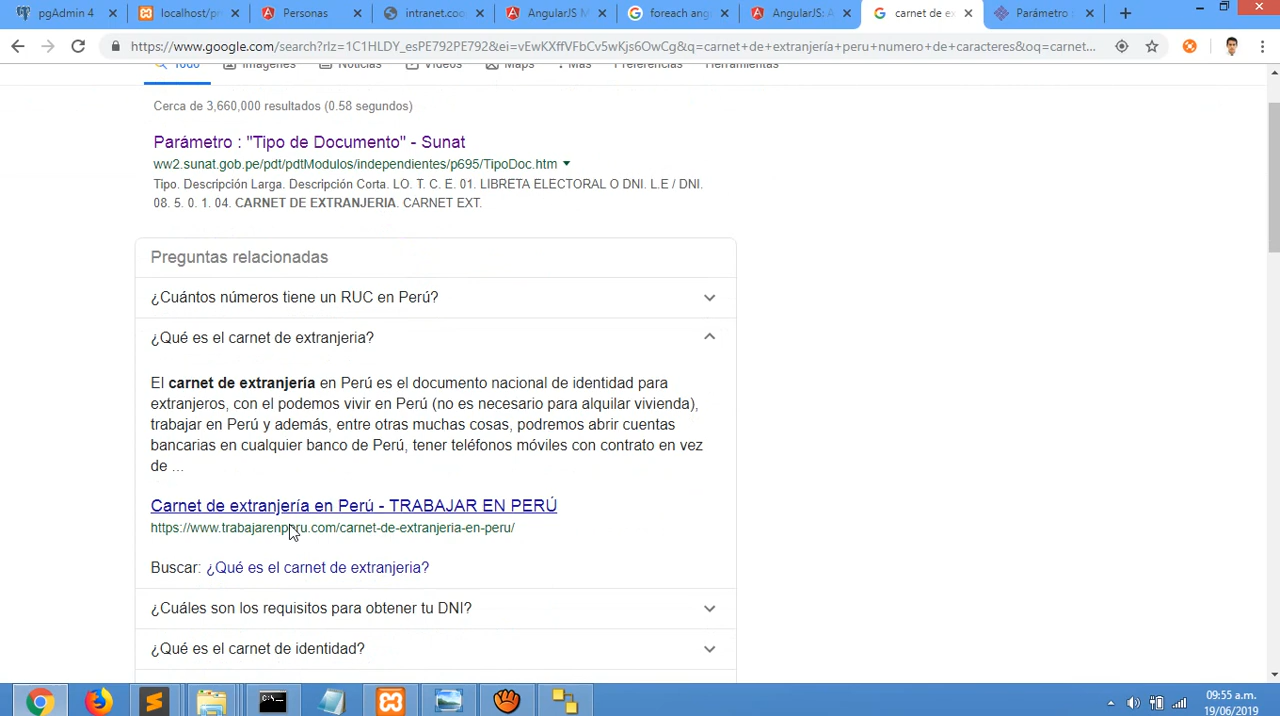 pgAdmin 4
localhost/pr
Personas
intranet.coo
AngularJS M
foreach ang
AngularJS: A
carnet de ex
Parámetro :
https://www.google.com/search?rlz=1C1HLDY_esPE792PE792&ei=vEwKXffVFbCv5wKjs6OwCg&q=carnet+de+extranjería+peru+numero+de+caracteres&oq=carnet...
Todo Imágenes Noticias Vídeos Maps Más Preferencias Herramientas
Cerca de 3,660,000 resultados (0.58 segundos)
Parámetro : "Tipo de Documento" - Sunat
ww2.sunat.gob.pe/pdt/pdtModulos/independientes/p695/TipoDoc.htm
Tipo. Descripción Larga. Descripción Corta. LO. T. C. E. 01. LIBRETA ELECTORAL O DNI. L.E / DNI.
08. 5. 0. 1. 04. CARNET DE EXTRANJERIA. CARNET EXT.
Preguntas relacionadas
¿Cuántos números tiene un RUC en Perú?
¿Qué es el carnet de extranjeria?
El carnet de extranjería en Perú es el documento nacional de identidad para
extranjeros, con el podemos vivir en Perú (no es necesario para alquilar vivienda),
trabajar en Perú y además, entre otras muchas cosas, podremos abrir cuentas
bancarias en cualquier banco de Perú, tener teléfonos móviles con contrato en vez
de ...
Carnet de extranjería en Perú - TRABAJAR EN PERÚ
https://www.trabajarenperu.com/carnet-de-extranjeria-en-peru/
Buscar: ¿Qué es el carnet de extranjeria?
¿Cuáles son los requisitos para obtener tu DNI?
¿Qué es el carnet de identidad?
09:55 a.m.
19/06/2019